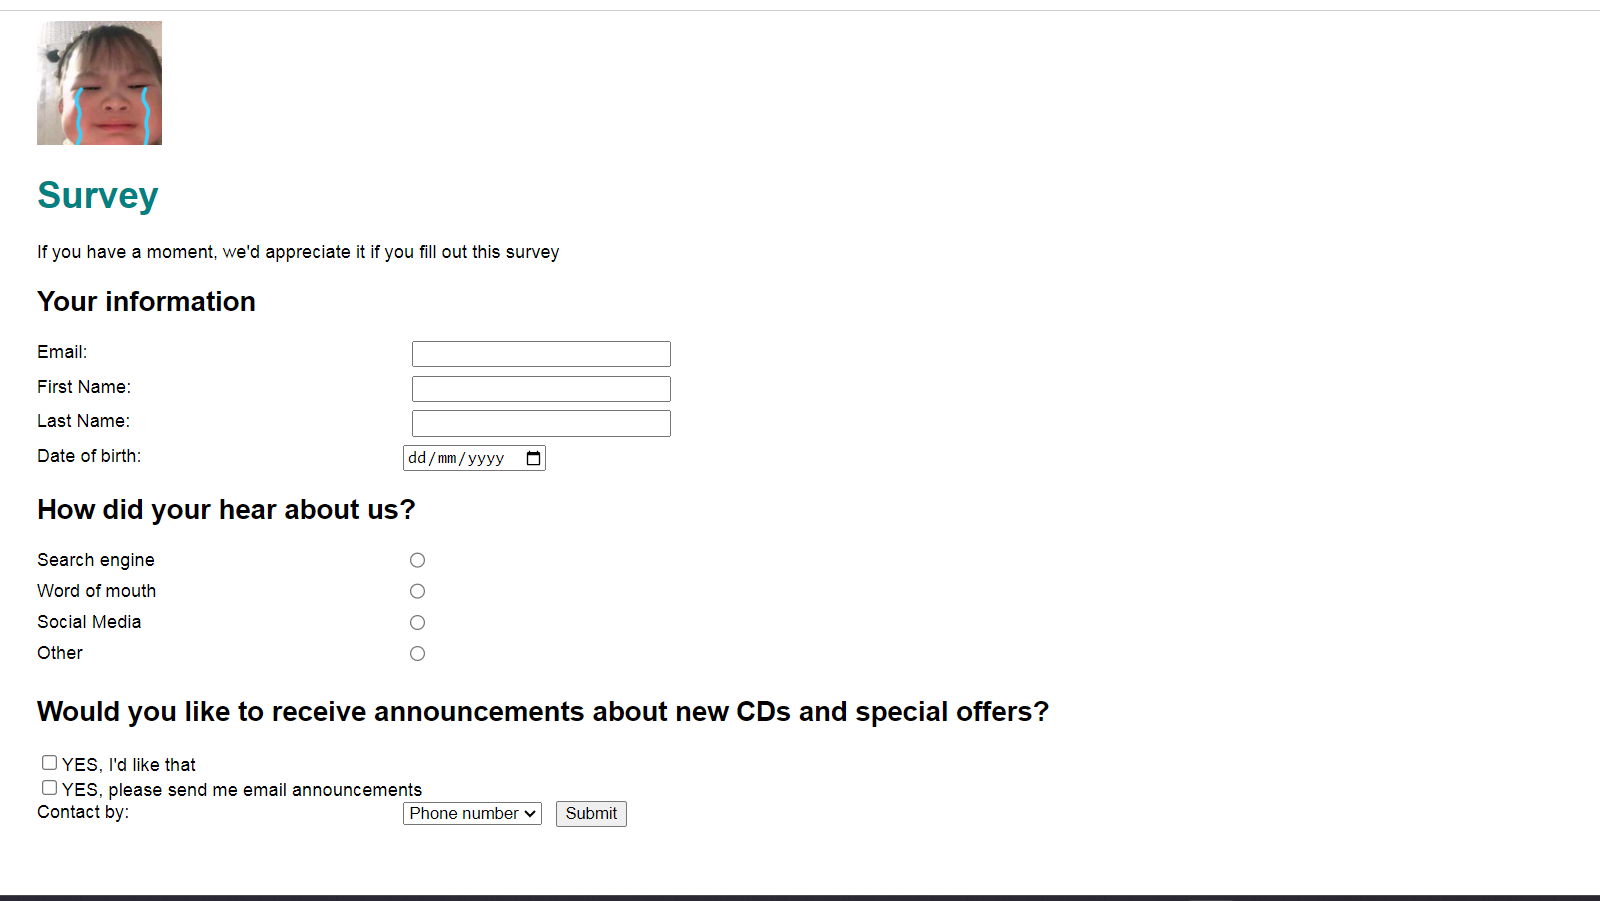 Survey
If you have a moment, we'd appreciate it if you fill out this survey
Your information
Email:
First Name:
Last Name:
Date of birth: dd/mm/yyyy
How did your hear about us?
Search engine
Word of mouth
Social Media
Other
Would you like to receive announcements about new CDs and special offers?
YES, I'd like that
YES, please send me email announcements
Contact by: Phone number Submit